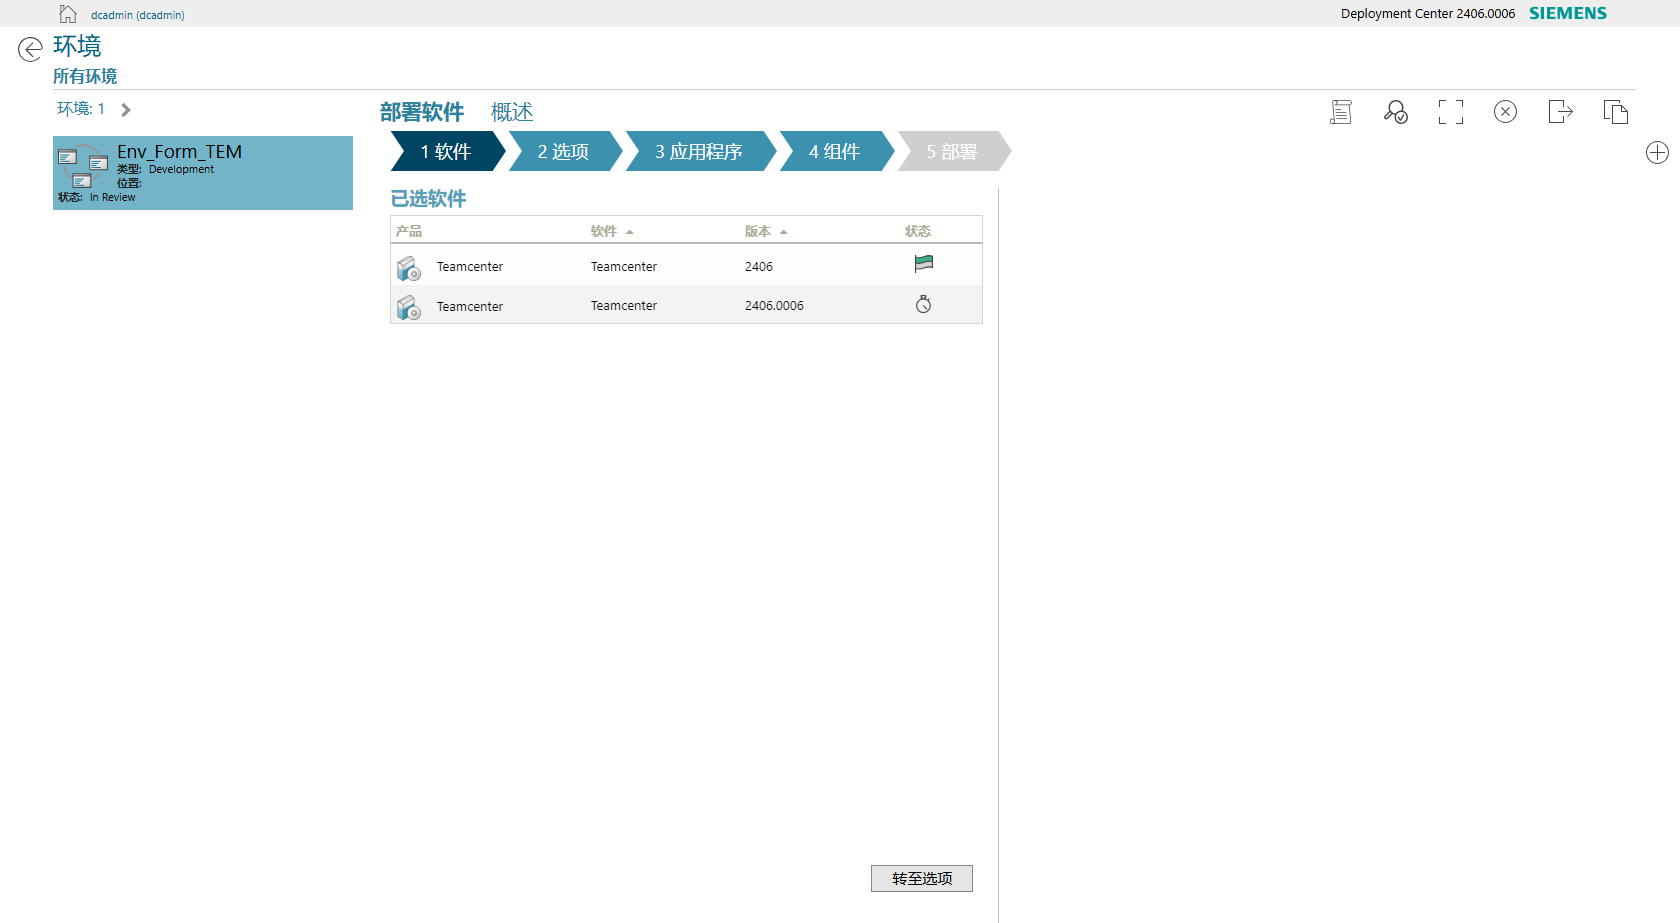 dcadmin (dcadmin)
Deployment Center 2406.0006 SIEMENS
环境
所有环境
环境: 1
部署软件 概述
Env_Form_TEM
类型: Development
位置:
状态: In Review
1 软件 2 选项 3 应用程序 4 组件 5 部署
已选软件
产品 软件 版本 状态
Teamcenter Teamcenter 2406
Teamcenter Teamcenter 2406.0006
转至选项